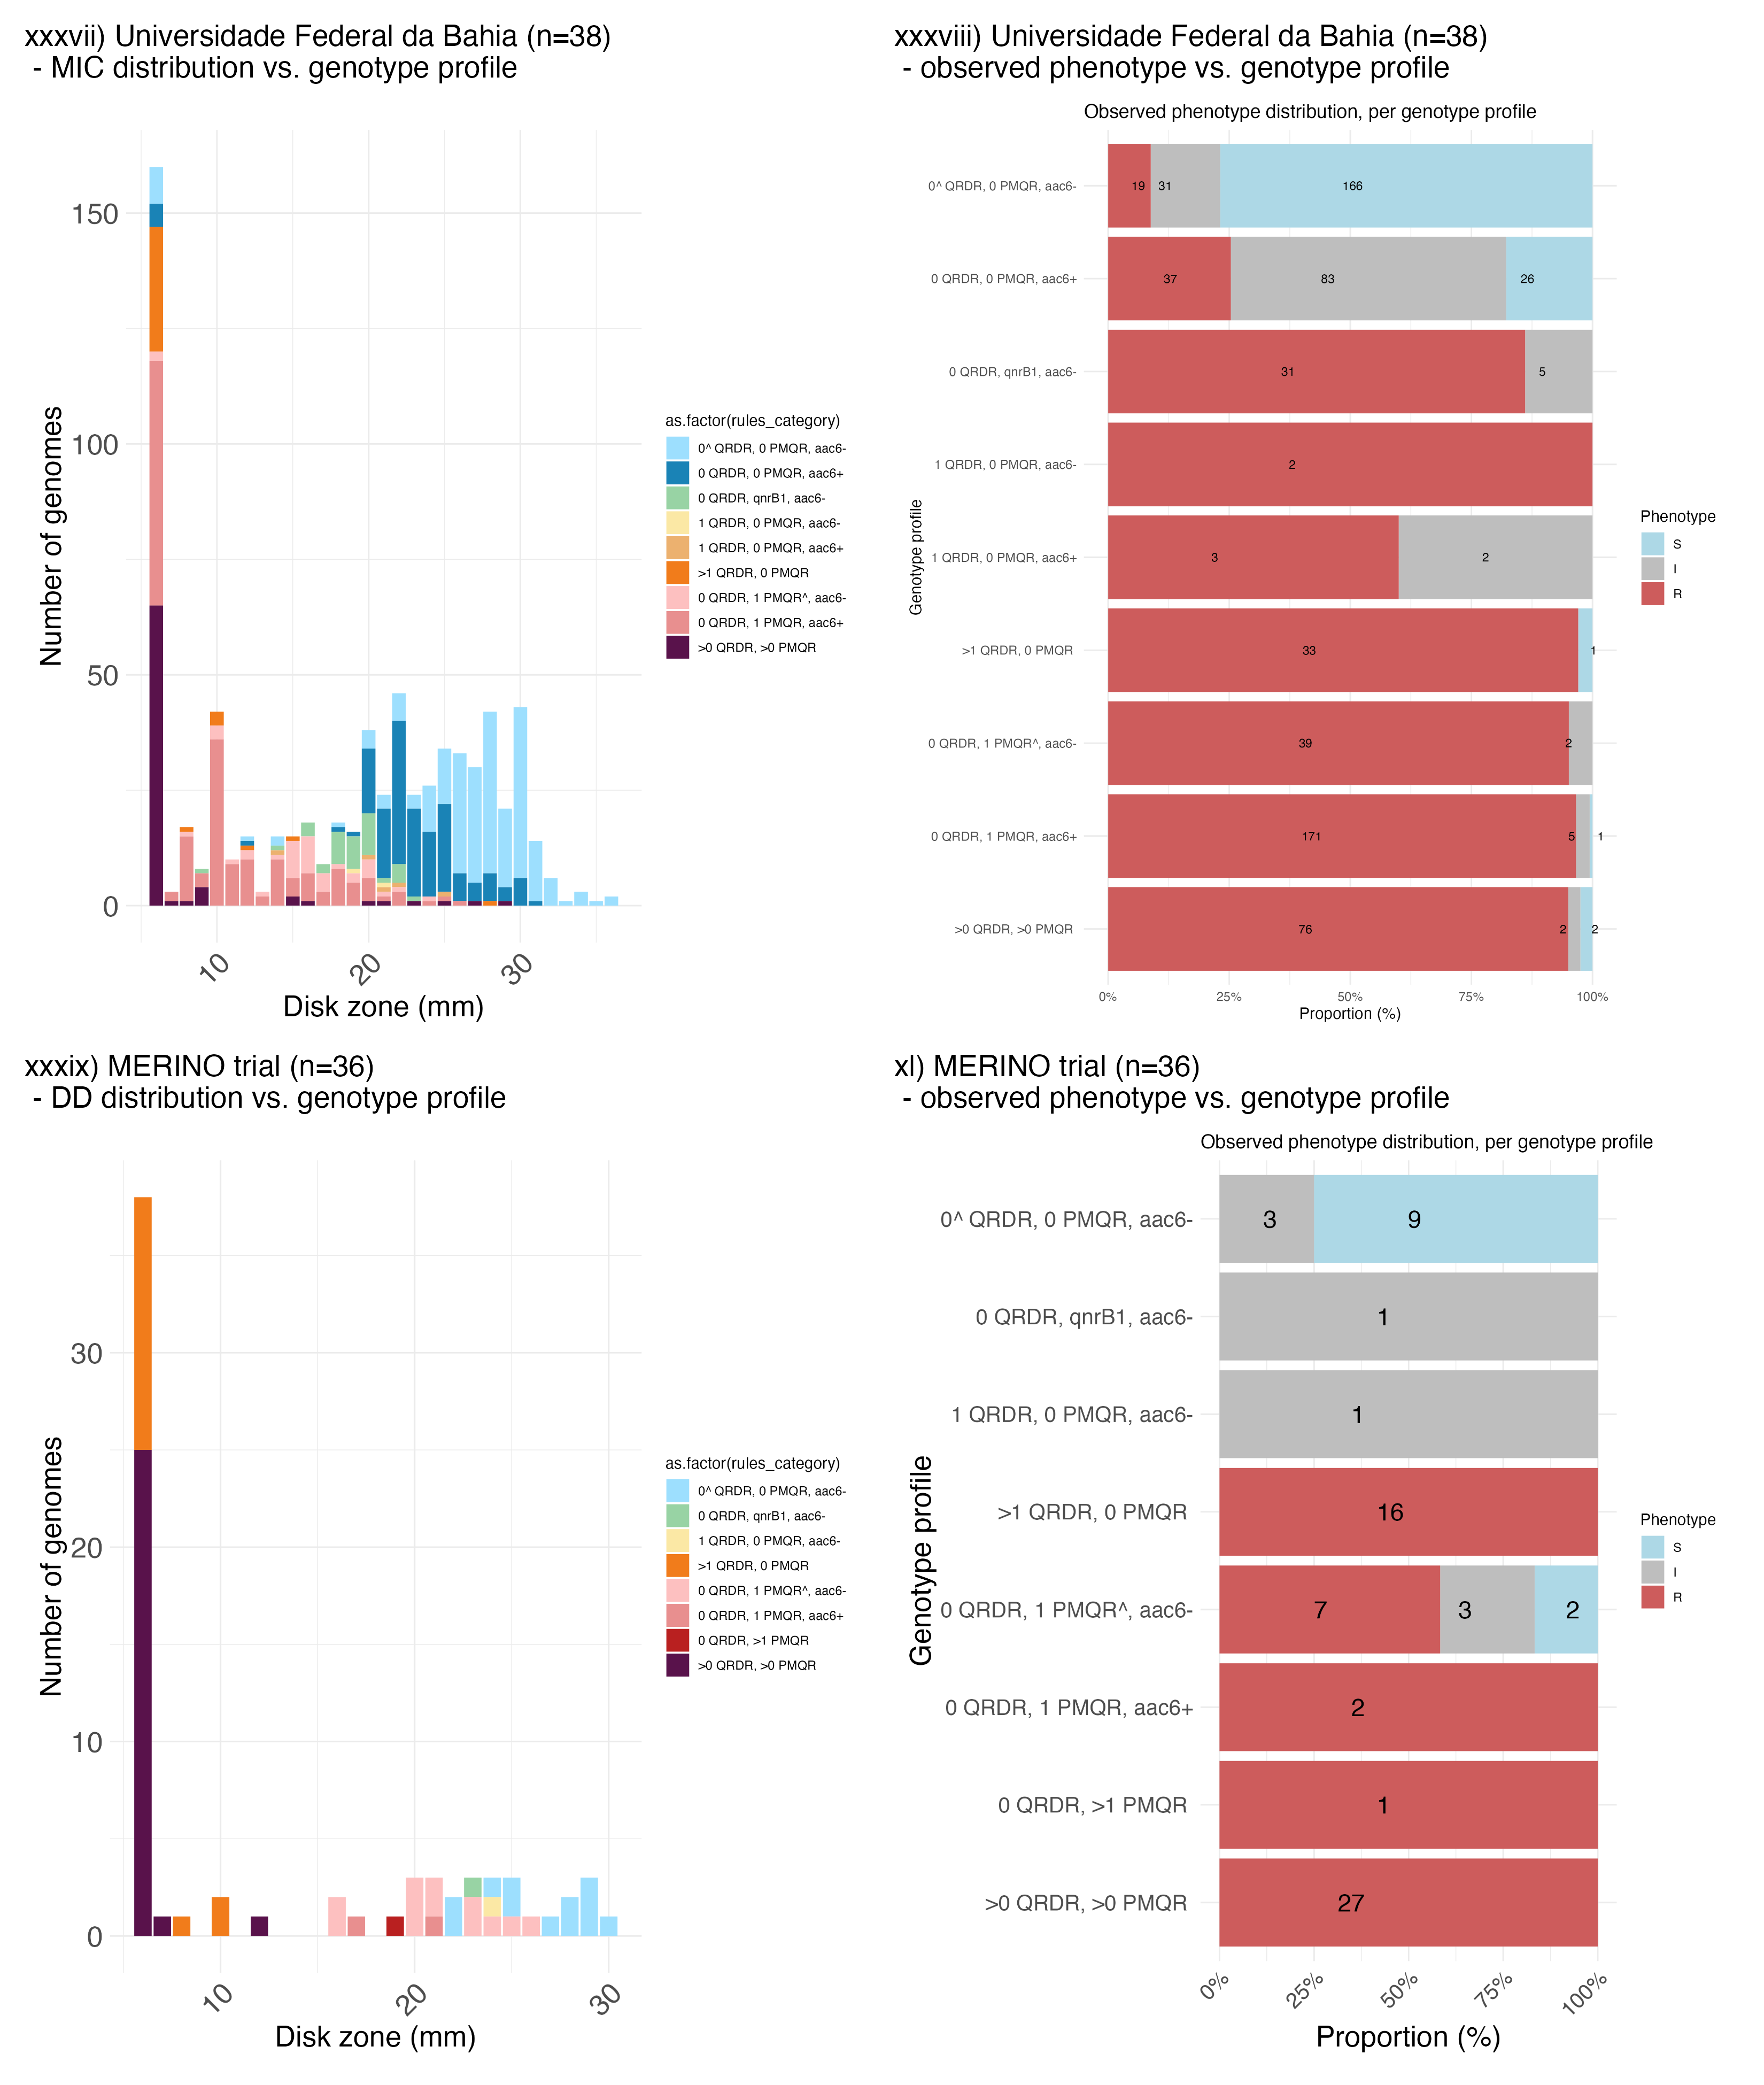 xxxvii) Universidade Federal da Bahia (n=38)
- MIC distribution vs. genotype profile
Number of genomes
150
100
50
0
10
20
30
Disk zone (mm)
as.factor(rules_category)
0^ QRDR, 0 PMQR, aac6-
0 QRDR, 0 PMQR, aac6+
0 QRDR, qnrB1, aac6-
1 QRDR, 0 PMQR, aac6-
1 QRDR, 0 PMQR, aac6+
>1 QRDR, 0 PMQR
0 QRDR, 1 PMQR^, aac6-
0 QRDR, 1 PMQR, aac6+
>0 QRDR, >0 PMQR
xxxviii) Universidade Federal da Bahia (n=38)
- observed phenotype vs. genotype profile
Observed phenotype distribution, per genotype profile
Genotype profile
0^ QRDR, 0 PMQR, aac6- 19 31 166
0 QRDR, 0 PMQR, aac6+ 37 83 26
0 QRDR, qnrB1, aac6- 31 5
1 QRDR, 0 PMQR, aac6- 2
1 QRDR, 0 PMQR, aac6+ 3 2
>1 QRDR, 0 PMQR 33 1
0 QRDR, 1 PMQR^, aac6- 39 2
0 QRDR, 1 PMQR, aac6+ 171 5 1
>0 QRDR, >0 PMQR 76 2 2
0% 25% 50% 75% 100%
Proportion (%)
Phenotype
S
I
R
xxxix) MERINO trial (n=36)
- DD distribution vs. genotype profile
Number of genomes
30
20
10
0
10
20
30
Disk zone (mm)
as.factor(rules_category)
0^ QRDR, 0 PMQR, aac6-
0 QRDR, qnrB1, aac6-
1 QRDR, 0 PMQR, aac6-
>1 QRDR, 0 PMQR
0 QRDR, 1 PMQR^, aac6-
0 QRDR, 1 PMQR, aac6+
0 QRDR, >1 PMQR
>0 QRDR, >0 PMQR
xl) MERINO trial (n=36)
- observed phenotype vs. genotype profile
Observed phenotype distribution, per genotype profile
Genotype profile
0^ QRDR, 0 PMQR, aac6- 3 9
0 QRDR, qnrB1, aac6- 1
1 QRDR, 0 PMQR, aac6- 1
>1 QRDR, 0 PMQR 16
0 QRDR, 1 PMQR^, aac6- 7 3 2
0 QRDR, 1 PMQR, aac6+ 2
0 QRDR, >1 PMQR 1
>0 QRDR, >0 PMQR 27
0% 25% 50% 75% 100%
Proportion (%)
Phenotype
S
I
R